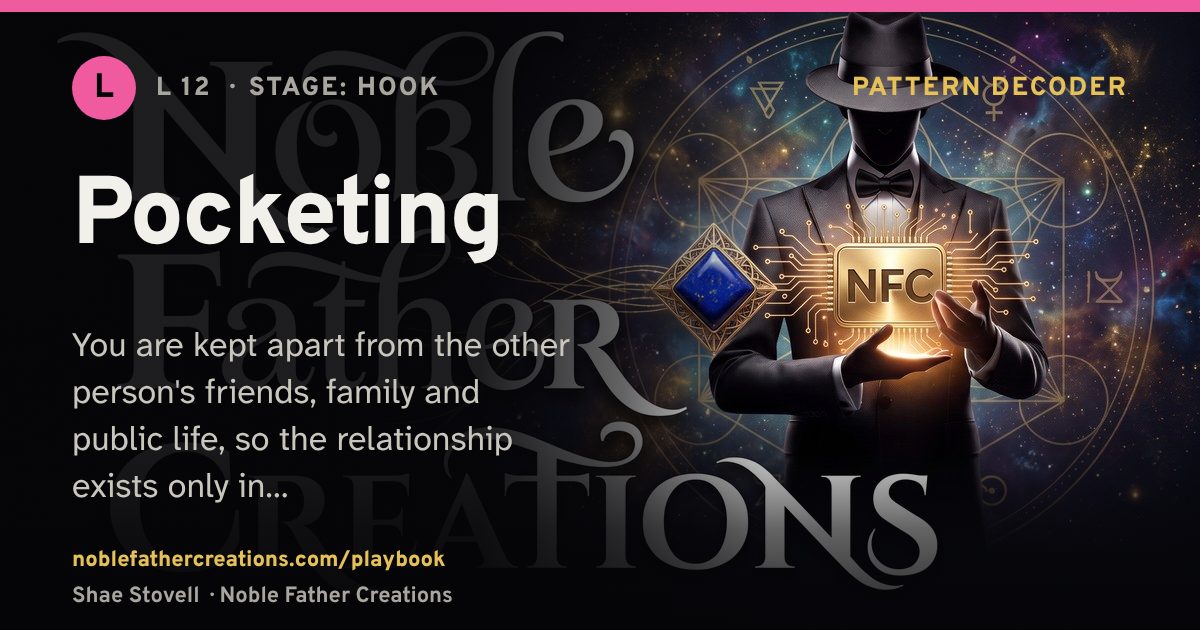 L
L 12 · STAGE: HOOK
PATTERN DECODER
Noble
Father
Creations
Pocketing
NFC
You are kept apart from the other
person's friends, family and
public life, so the relationship
exists only in...
noblefathercreations.com/playbook
Shae Stovell · Noble Father Creations